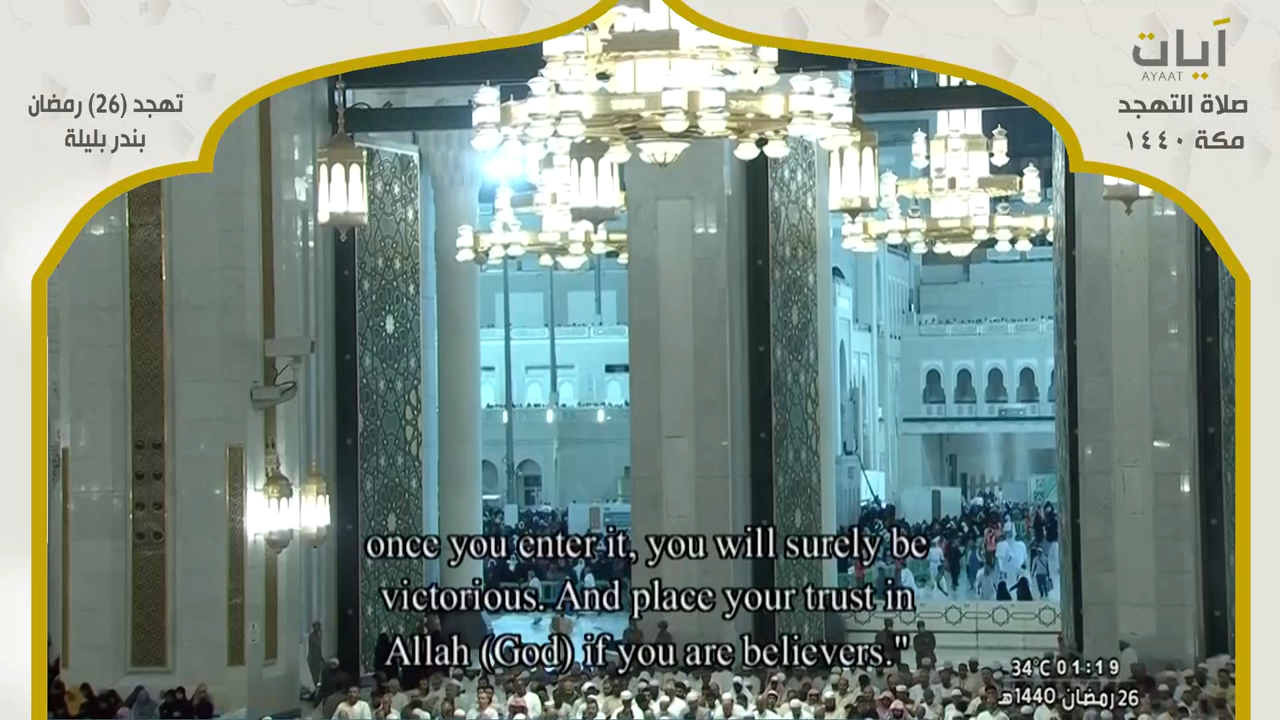 آيات
AYAAT
صلاة التهجد
مكة ١٤٤٠
تهجد (26) رمضان
بندر بليلة
once you enter it, you will surely be
victorious. And place your trust in
Allah (God) if you are believers."
34°C 01:19
26 رمضان 1440هـ